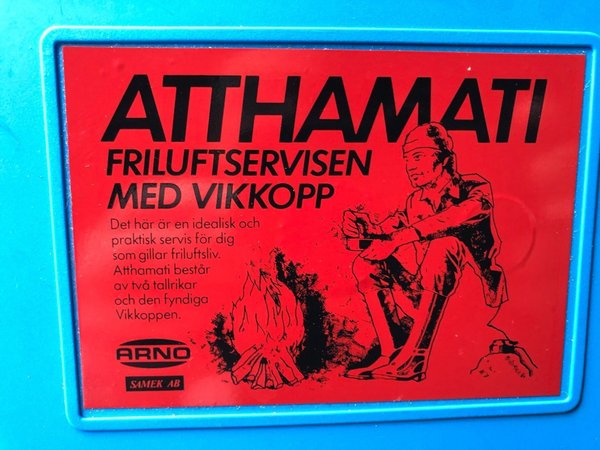 ATTHAMATI
FRILUFTSERVISEN
MED VIKKOPP
Det här är en idealisk och
praktisk servis för dig
som gillar friluftsliv.
Atthamati består
av två tallrikar
och den fyndiga
Vikkoppen.
ARNO
SAMEK AB